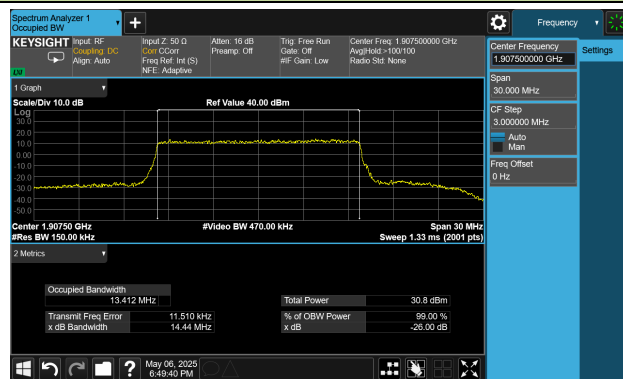 Spectrum Analyzer 1
Occupied BW
Frequency
KEYSIGHT
Input: RF
Coupling: DC
Align: Auto
Input Z: 50 Ω
Corr CCorr
Freq Ref: Int (S)
NFE: Adaptive
Atten: 16 dB
Preamp: Off
Trig: Free Run
Gate: Off
#IF Gain: Low
Center Freq: 1.907500000 GHz
Avg|Hold:>100/100
Radio Std: None
Center Frequency
1.907500000 GHz
Settings
Span
30.000 MHz
CF Step
3.000000 MHz
Auto
Man
Freq Offset
0 Hz
1 Graph
Scale/Div 10.0 dB
Ref Value 40.00 dBm
Log
30.0
20.0
10.0
0.00
-10.0
-20.0
-30.0
-40.0
-50.0
Center 1.90750 GHz
#Video BW 470.00 kHz
Span 30 MHz
#Res BW 150.00 kHz
Sweep 1.33 ms (2001 pts)
2 Metrics
Occupied Bandwidth
13.412 MHz
Total Power
30.8 dBm
Transmit Freq Error
11.510 kHz
% of OBW Power
99.00 %
x dB Bandwidth
14.44 MHz
x dB
-26.00 dB
May 06, 2025
6:49:40 PM